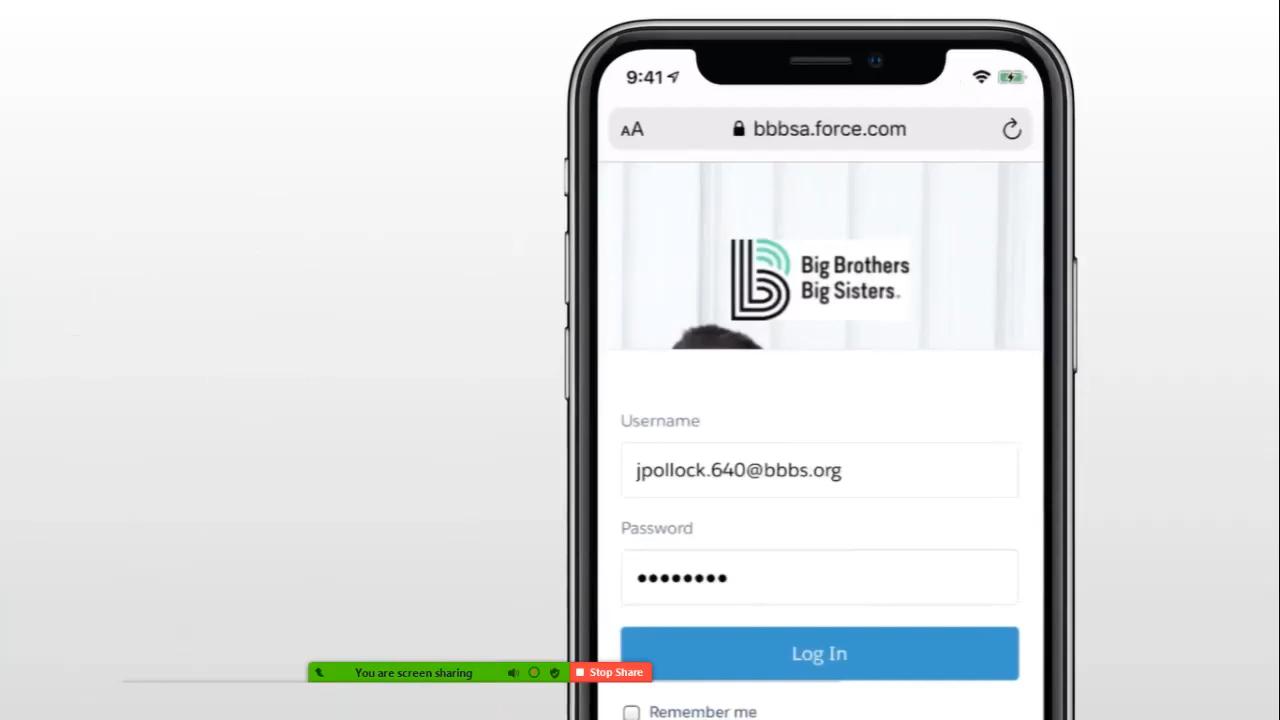 9:41
AA bbbsa.force.com
Big Brothers
Big Sisters.
Username
jpollock.640@bbbs.org
Password
Log In
You are screen sharing Stop Share
Remember me